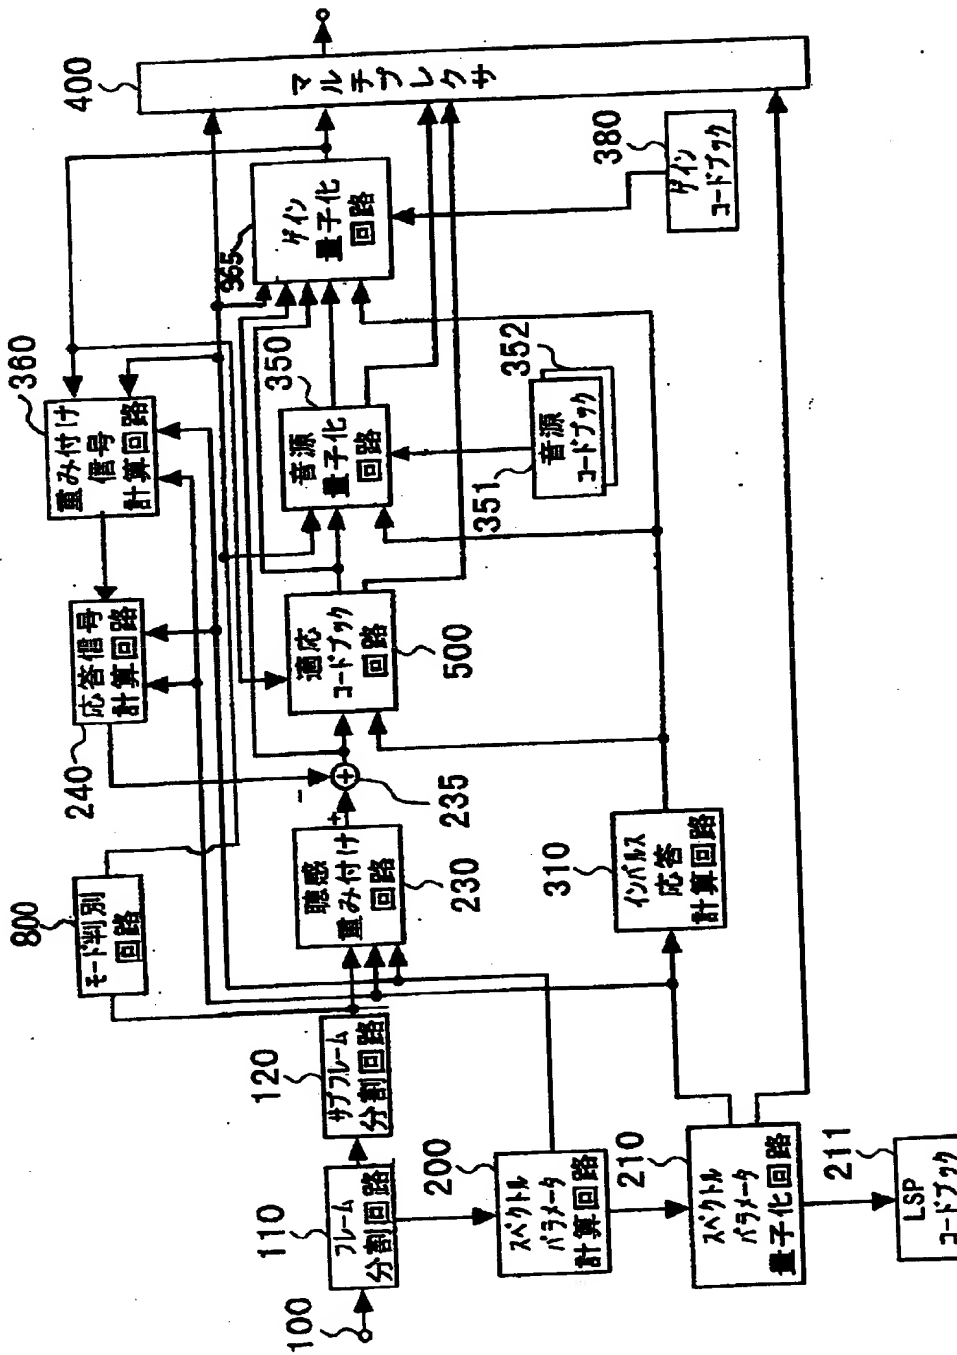 100
110
フレーム
分割回路
120
サブフレーム
分割回路
800
モード判別
回路
200
スペクトル
パラメータ
計算回路
210
スペクトル
パラメータ
量子化回路
211
LSP
コードブック
聴感
重み付け
回路
230
+
-
+
235
240
応答信号
計算回路
360
重み付け
信号
計算回路
適応
コードブック
回路
500
310
インパルス
応答
計算回路
350
音源
量子化
回路
351
352
音源
コードブック
965
ゲイン
量子化
回路
380
ゲイン
コードブック
400
マルチプレクサ